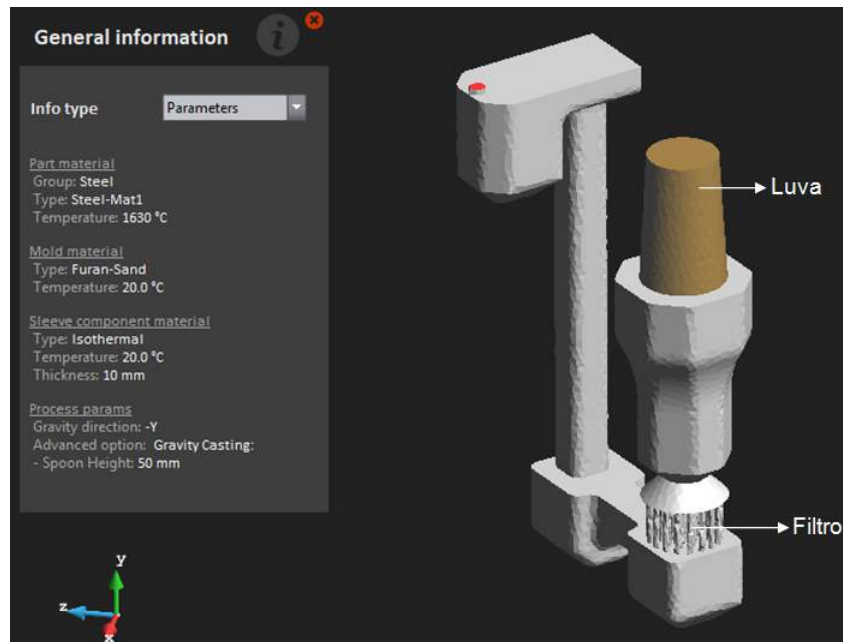 General information
i
Info type Parameters
Part material
Group: Steel
Type: Steel-Mat1
Temperature: 1630 °C
Mold material
Type: Furan-Sand
Temperature: 20.0 °C
Sleeve component material
Type: Isothermal
Temperature: 20.0 °C
Thickness: 10 mm
Process params
Gravity direction: -Y
Advanced option: Gravity Casting:
- Spoon Height: 50 mm
Luva
Filtro
y
z
x